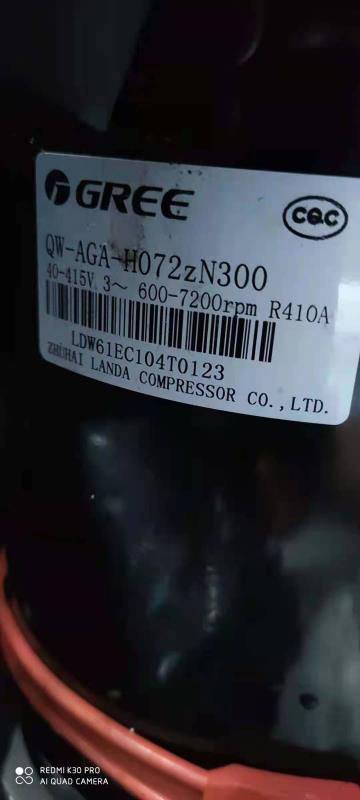 GREE
CQC
QW-AGA-H072zN300
40-415V 3~ 600-7200rpm R410A
LDW61EC104T0123
ZHUHAI LANDA COMPRESSOR CO.,LTD.
REDMI K30 PRO
AI QUAD CAMERA